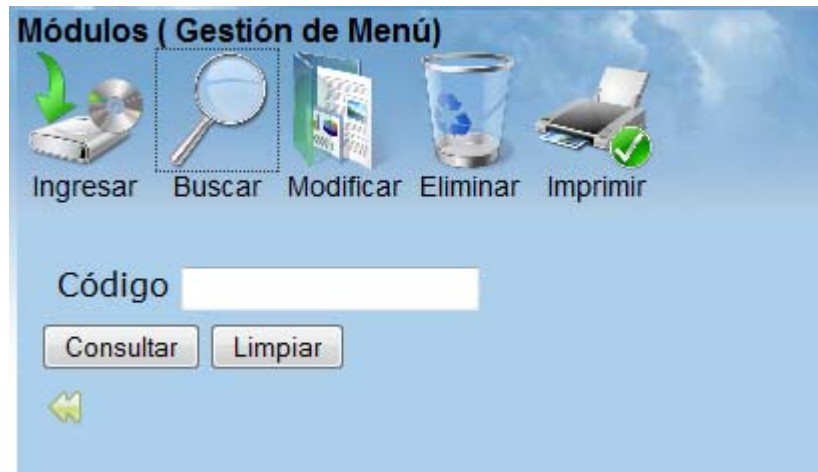 Módulos ( Gestión de Menú)
Ingresar Buscar Modificar Eliminar Imprimir
Código
Consultar Limpiar